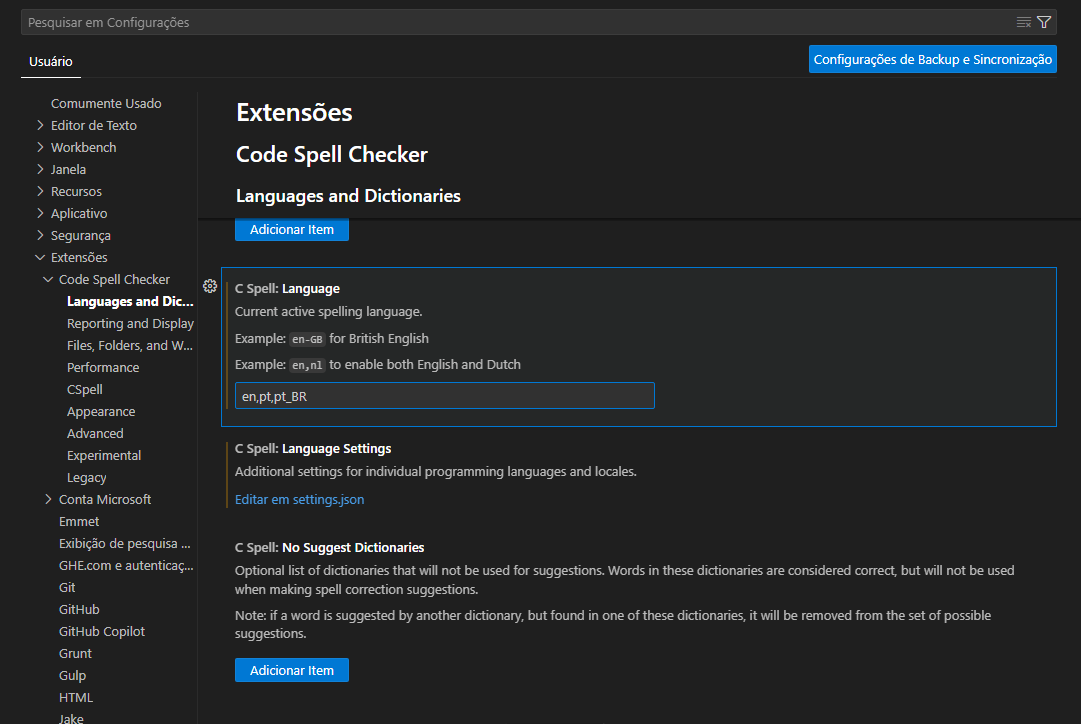 Pesquisar em Configurações
Usuário
Configurações de Backup e Sincronização
Comumente Usado
Editor de Texto
Workbench
Janela
Recursos
Aplicativo
Segurança
Extensões
Code Spell Checker
Languages and Dic...
Reporting and Display
Files, Folders, and W...
Performance
CSpell
Appearance
Advanced
Experimental
Legacy
Conta Microsoft
Emmet
Exibição de pesquisa ...
GHE.com e autenticaç...
Git
GitHub
GitHub Copilot
Grunt
Gulp
HTML
Jake
Extensões
Code Spell Checker
Languages and Dictionaries
Adicionar Item
C Spell: Language
Current active spelling language.
Example: en-GB for British English
Example: en,nl to enable both English and Dutch
en,pt,pt_BR
C Spell: Language Settings
Additional settings for individual programming languages and locales.
Editar em settings.json
C Spell: No Suggest Dictionaries
Optional list of dictionaries that will not be used for suggestions. Words in these dictionaries are considered correct, but will not be used
when making spell correction suggestions.
Note: if a word is suggested by another dictionary, but found in one of these dictionaries, it will be removed from the set of possible
suggestions.
Adicionar Item